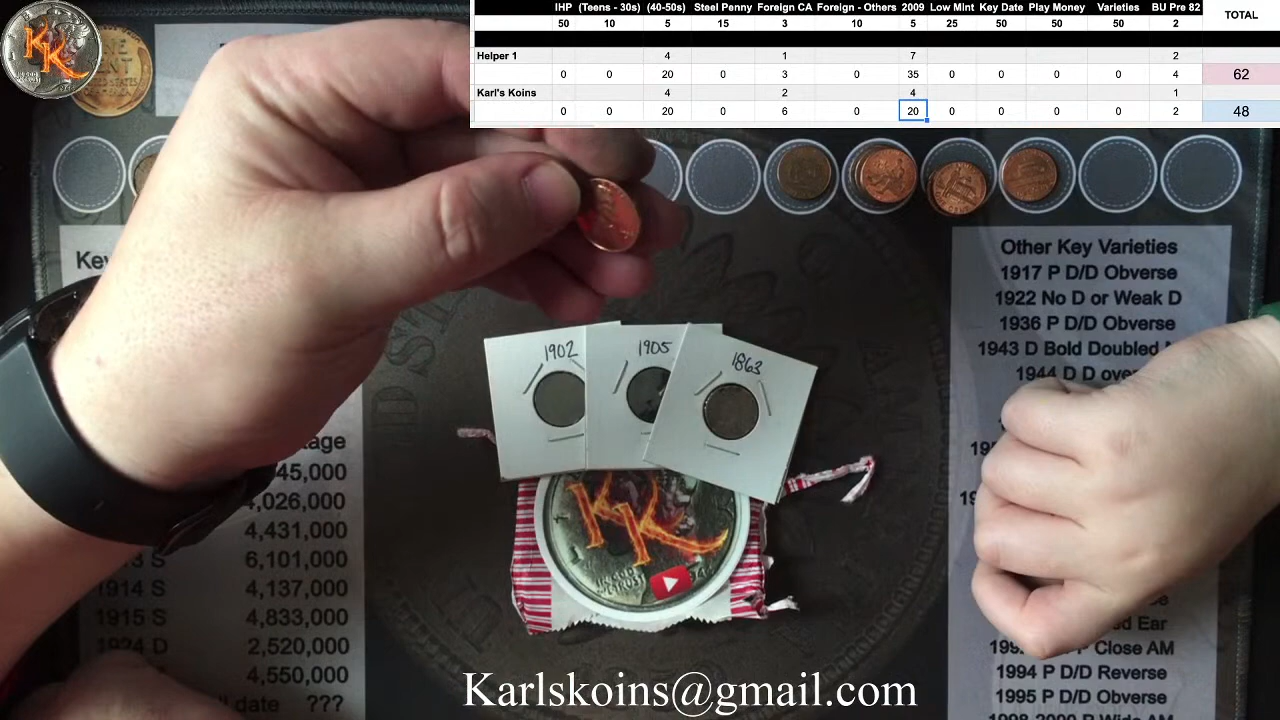 IHP (Teens - 30s) (40-50s) Steel Penny Foreign CA Foreign - Others 2009 Low Mint Key Date Play Money Varieties BU Pre 82 TOTAL
50 10 5 15 3 10 5 25 50 50 50 2
Helper 1 4 1 7 2
0 0 20 0 3 0 35 0 0 0 0 4 62
Karl's Koins 4 2 4 1
0 0 20 0 6 0 20 0 0 0 0 2 48
KK
Other Key Varieties
1917 P D/D Obverse
1922 No D or Weak D
1936 P D/D Obverse
1943 D Bold Doubled
1944 D D
1902
1905
1863
KK
045,000
4,026,000
4,431,000
6,101,000
1914 S 4,137,000
1915 S 4,833,000
1924 D 2,520,000
4,550,000
date ???
Close AM
1994 P D/D Reverse
1995 P D/D Obverse
Karlskoins@gmail.com